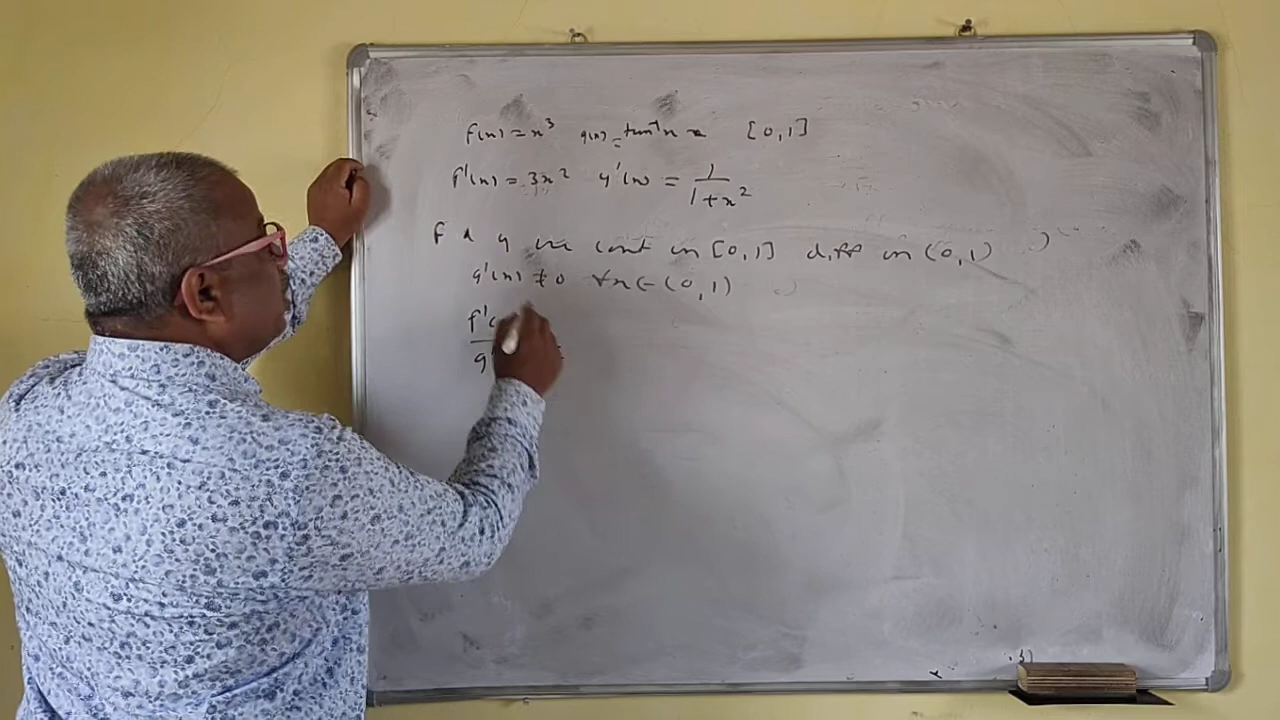 f(x) = x³ g(x) = tan⁻¹x [0,1]
f'(x) = 3x² g'(x) = 1/(1+x²)
f & g are cont in [0,1] diff in (0,1)
g'(x) ≠ 0 ∀x ∈ (0,1)
f'(
g'